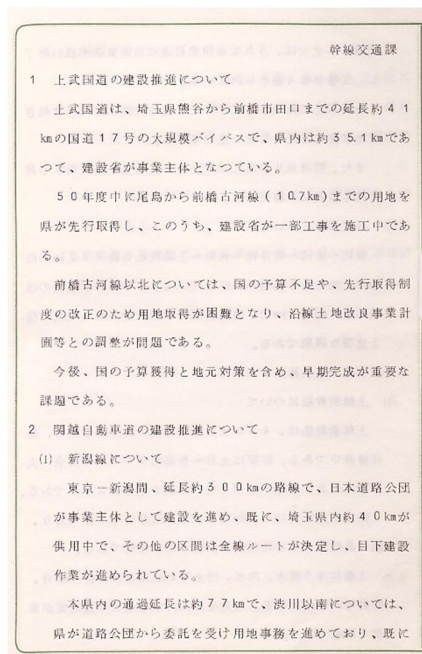 幹線交通課
1 上武国道の建設推進について
上武国道は、埼玉県熊谷から前橋市田口までの延長約41
kmの国道17号の大規模バイパスで、県内は約35.1kmであ
つて、建設省が事業主体となつている。
50年度中に尾島から前橋古河線(10.7km)までの用地を
県が先行取得し、このうち、建設省が一部工事を施工中であ
る。
前橋古河線以北については、国の予算不足や、先行取得制
度の改正のため用地取得が困難となり、沿線土地改良事業計
画等との調整が問題である。
今後、国の予算獲得と地元対策を含め、早期完成が重要な
課題である。
2 関越自動車道の建設推進について
(1) 新潟線について
東京-新潟間、延長約300kmの路線で、日本道路公団
が事業主体として建設を進め、既に、埼玉県内約40kmが
供用中で、その他の区間は全線ルートが決定し、目下建設
作業が進められている。
本県内の通過延長は約77kmで、渋川以南については、
県が道路公団から委託を受け用地事務を進めており、既に